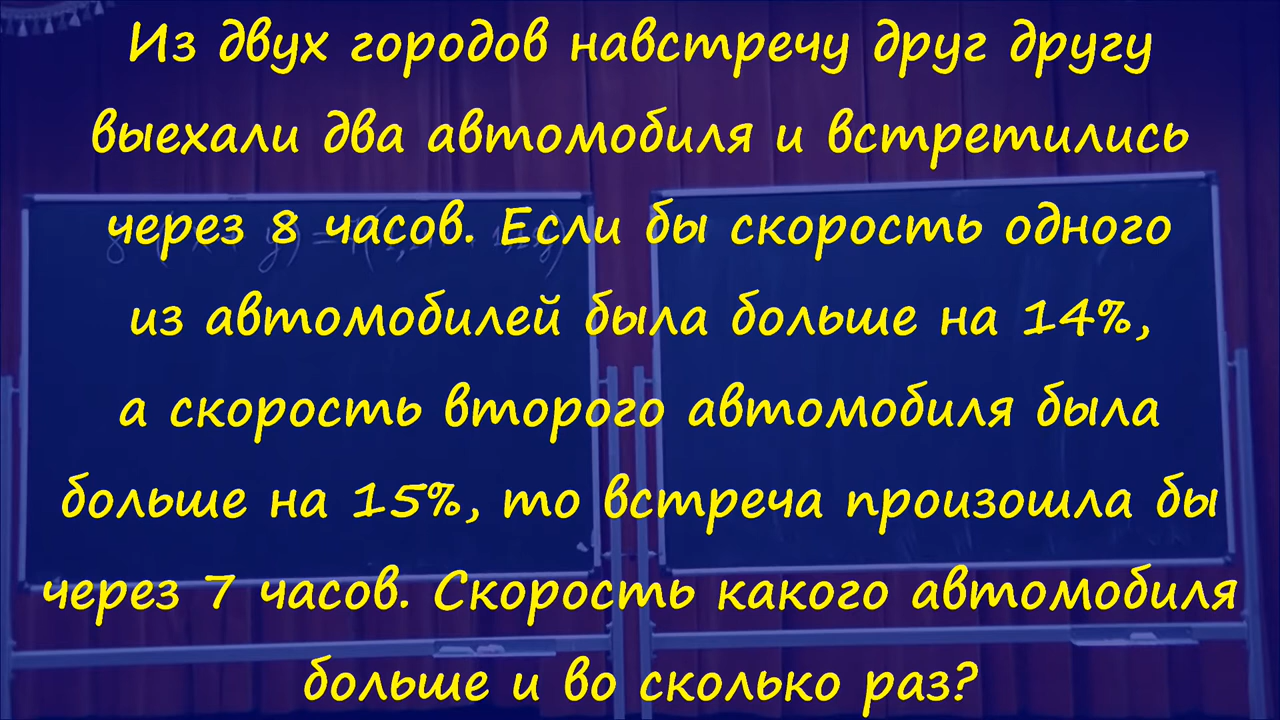 Из двух городов навстречу друг другу
выехали два автомобиля и встретились
через 8 часов. Если бы скорость одного
из автомобилей была больше на 14%,
а скорость второго автомобиля была
больше на 15%, то встреча произошла бы
через 7 часов. Скорость какого автомобиля
больше и во сколько раз?